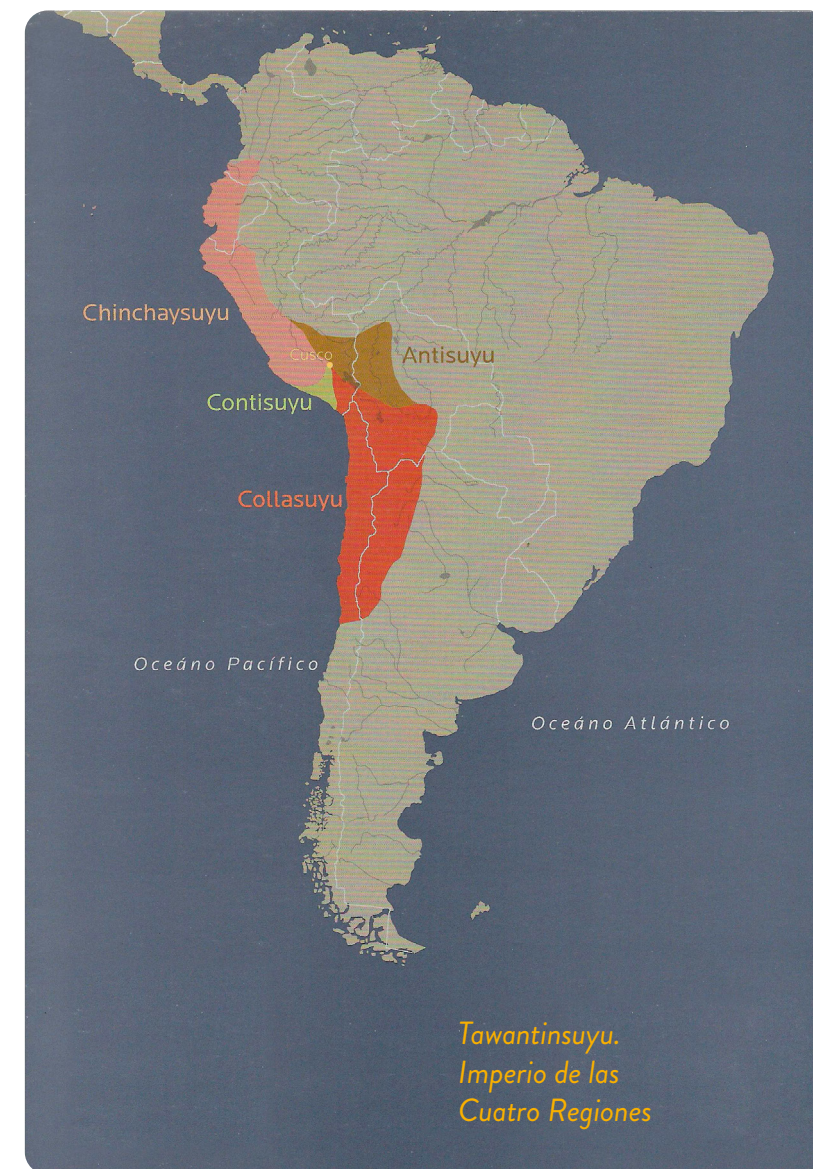 Chinchaysuyu
Cusco
Antisuyu
Contisuyu
Collasuyu
Oceáno Pacífico
Oceáno Atlántico
Tawantinsuyu.
Imperio de las
Cuatro Regiones